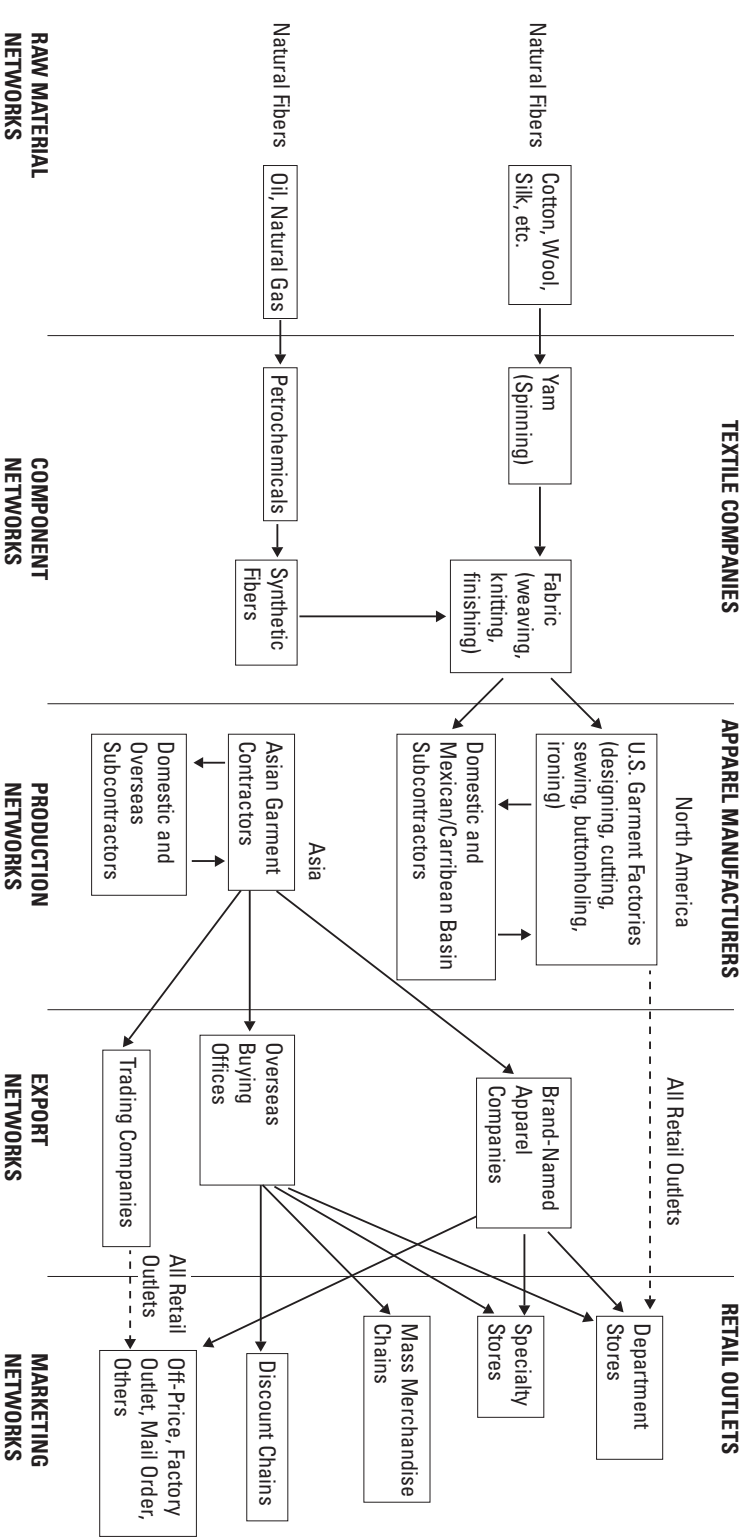 TEXTILE COMPANIES
APPAREL MANUFACTURERS
RETAIL OUTLETS
Natural Fibers
Cotton, Wool,
Silk, etc.
Yam
(Spinning)
Fabric
(weaving,
knitting,
finishing)
North America
U.S. Garment Factories
(designing, cutting,
sewing, buttonholing,
ironing)
Domestic and
Mexican/Carribean Basin
Subcontractors
All Retail Outlets
Brand-Named
Apparel
Companies
Department
Stores
Specialty
Stores
Mass Merchandise
Chains
Natural Fibers
Oil, Natural Gas
Petrochemicals
Synthetic
Fibers
Asia
Asian Garment
Contractors
Domestic and
Overseas
Subcontractors
Overseas
Buying
Offices
Trading Companies
All Retail
Outlets
Discount Chains
Off-Price, Factory
Outlet, Mail Order,
Others
RAW MATERIAL
NETWORKS
COMPONENT
NETWORKS
PRODUCTION
NETWORKS
EXPORT
NETWORKS
MARKETING
NETWORKS